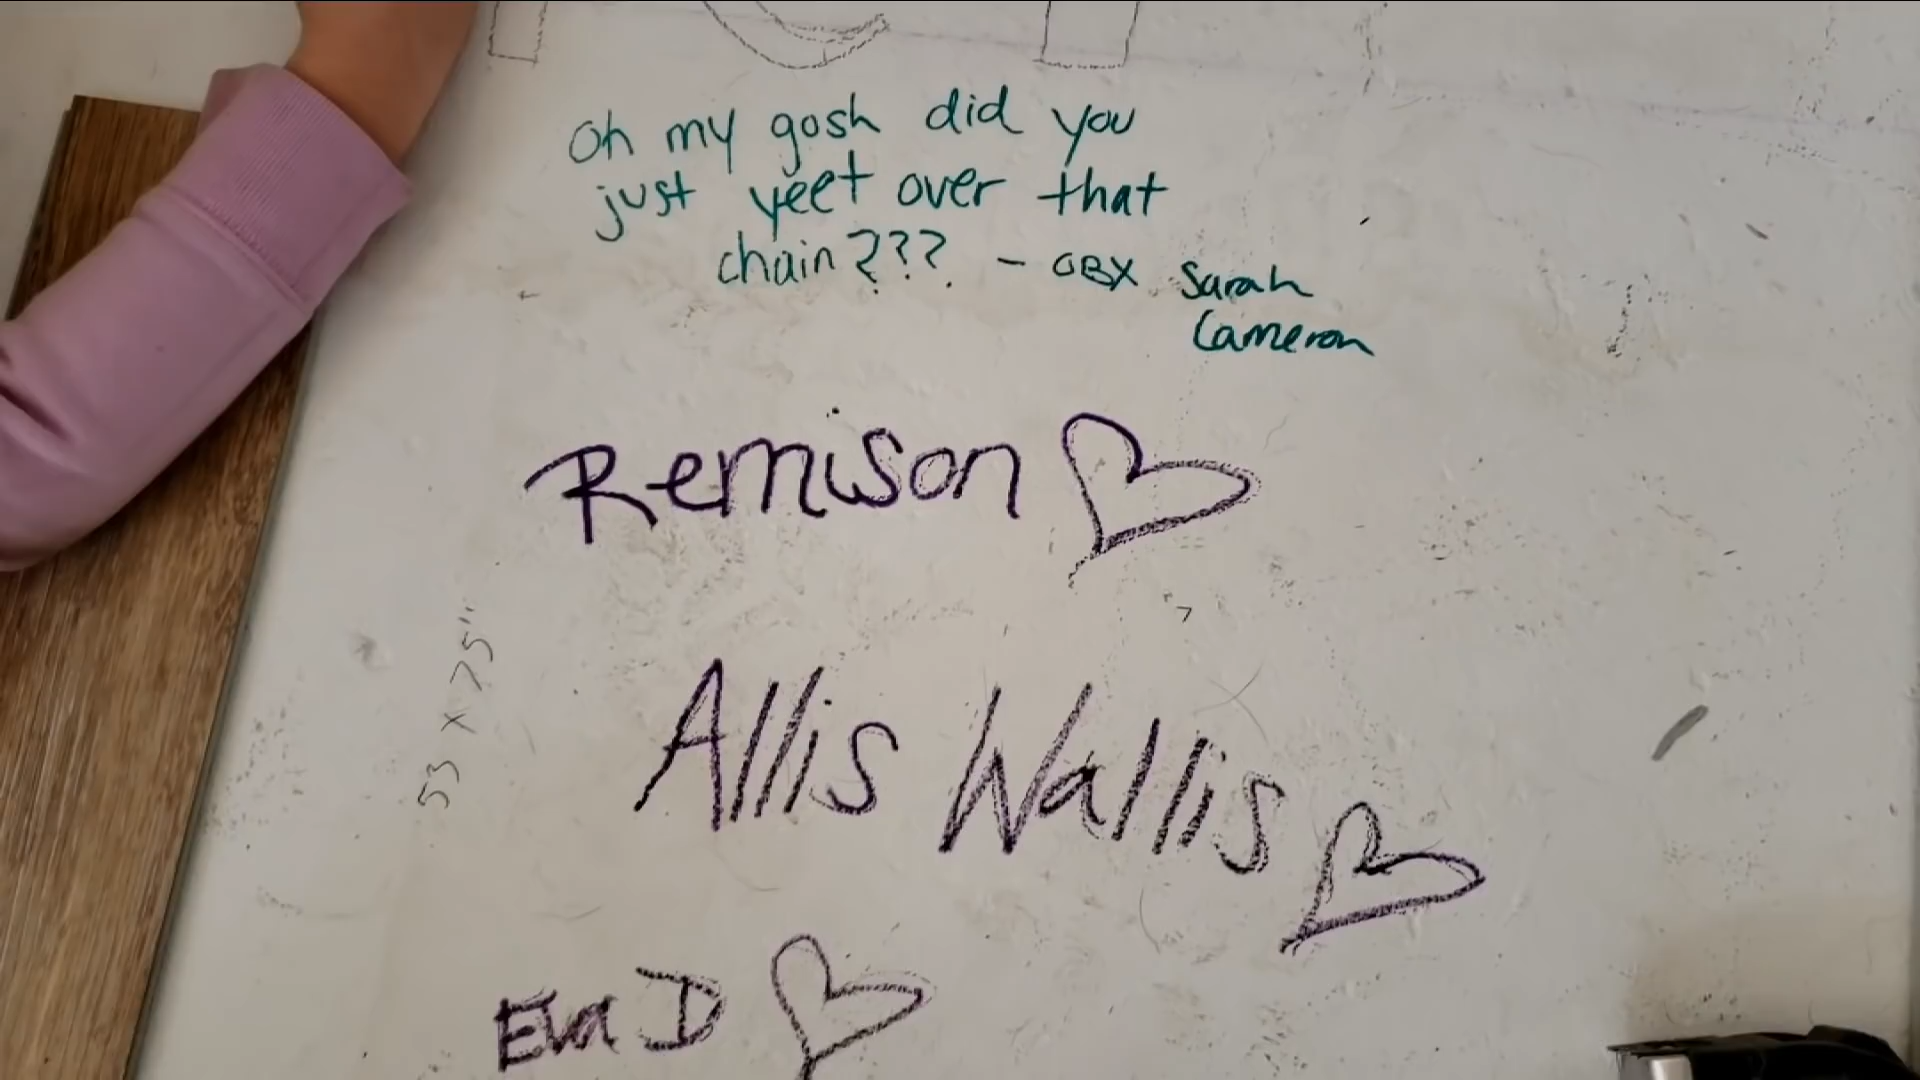 Oh my gosh did you
just yeet over that
chain??? - OBX Sarah
Cameron
Remison
Allis Wallis
Eva D
53 x 75"